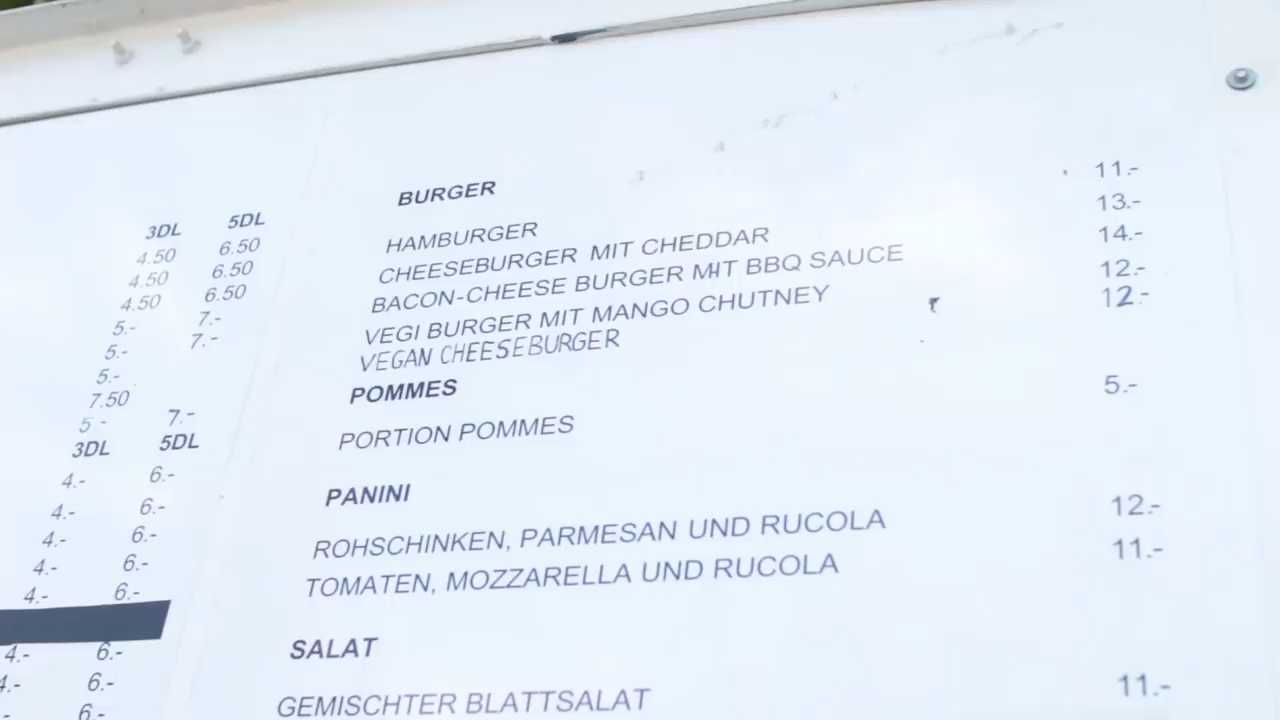 3DL 5DL
4.50 6.50
4.50 6.50
4.50 6.50
5.- 7.-
5.- 7.-
5.-
7.50
5 - 7.-
3DL 5DL
4.- 6.-
4.- 6.-
4.- 6.-
4.- 6.-
4.- 6.-
4.- 6.-
4.- 6.-
6.-
BURGER
HAMBURGER 11.-
CHEESEBURGER MIT CHEDDAR 13.-
BACON-CHEESE BURGER MIT BBQ SAUCE 14.-
VEGI BURGER MIT MANGO CHUTNEY 12.-
VEGAN CHEESEBURGER 12.-
POMMES
PORTION POMMES 5.-
PANINI
ROHSCHINKEN, PARMESAN UND RUCOLA 12.-
TOMATEN, MOZZARELLA UND RUCOLA 11.-
SALAT
GEMISCHTER BLATTSALAT 11.-